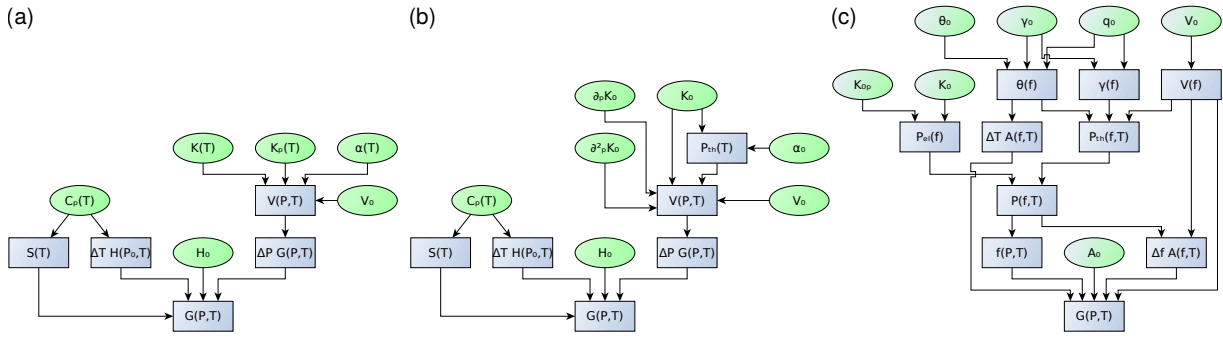 (a)
K(T)
Kₚ(T)
α(T)
Cₚ(T)
V(P,T)
V₀
S(T)
ΔT H(P₀,T)
H₀
ΔP G(P,T)
G(P,T)
(b)
∂ₚK₀
K₀
∂²ₚK₀
Pₜₕ(T)
α₀
Cₚ(T)
V(P,T)
V₀
S(T)
ΔT H(P₀,T)
H₀
ΔP G(P,T)
G(P,T)
(c)
θ₀
γ₀
q₀
V₀
K₀ₚ
K₀
θ(f)
γ(f)
V(f)
Pₑₗ(f)
ΔT A(f,T)
Pₜₕ(f,T)
P(f,T)
f(P,T)
A₀
Δf A(f,T)
G(P,T)